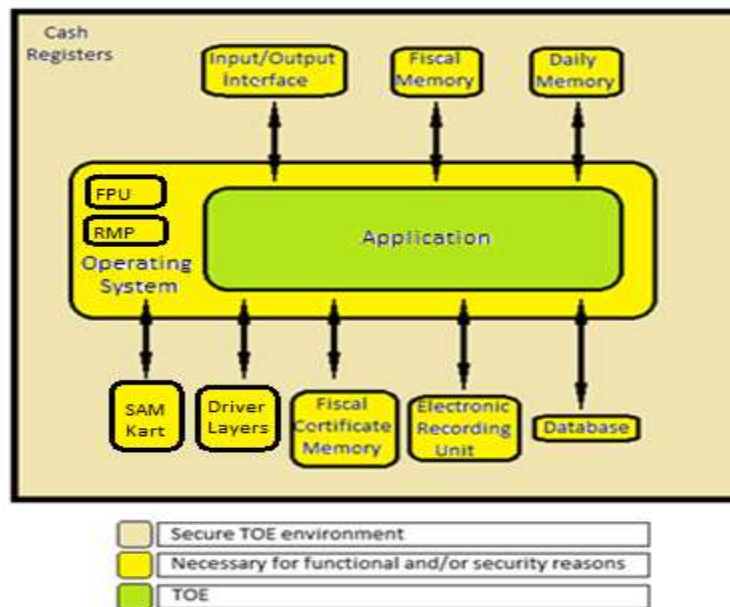 Cash
Registers
Input/Output
Interface
Fiscal
Memory
Daily
Memory
FPU
RMP
Operating
System
Application
SAM
Kart
Driver
Layers
Fiscal
Certificate
Memory
Electronic
Recording
Unit
Database
Secure TOE environment
Necessary for functional and/or security reasons
TOE